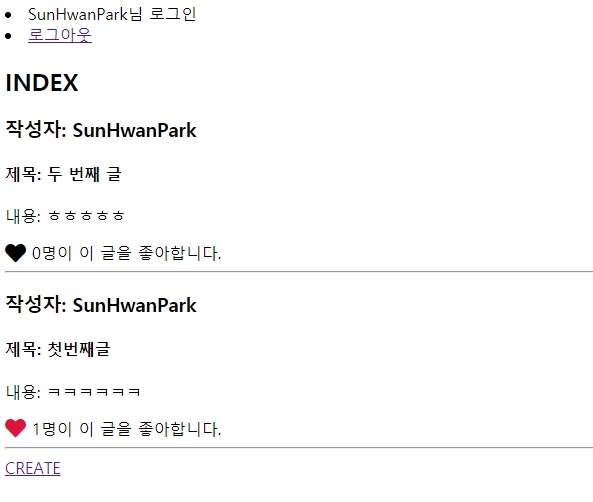 SunHwanPark님 로그인
로그아웃
INDEX
작성자: SunHwanPark
제목: 두 번째 글
내용: ㅎㅎㅎㅎㅎ
0명이 이 글을 좋아합니다.
작성자: SunHwanPark
제목: 첫번째글
내용: ㅋㅋㅋㅋㅋㅋ
1명이 이 글을 좋아합니다.
CREATE